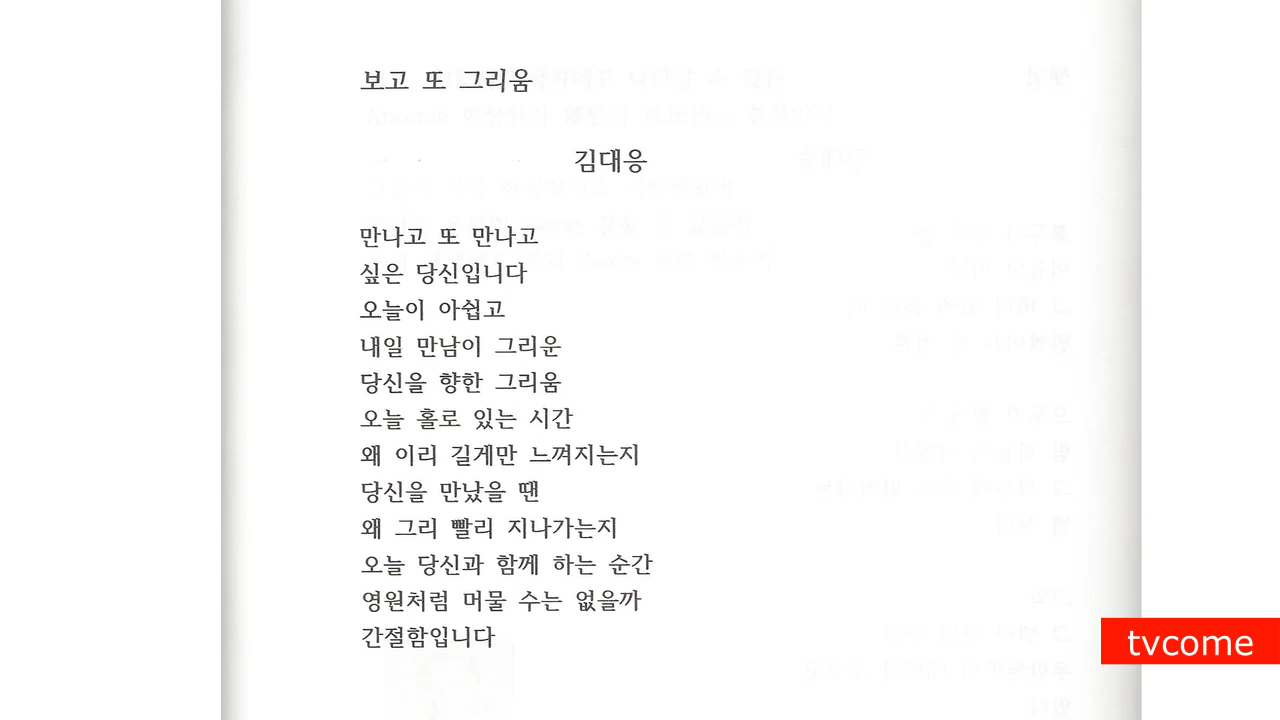 보고 또 그리움
김대응
만나고 또 만나고
싶은 당신입니다
오늘이 아쉽고
내일 만남이 그리운
당신을 향한 그리움
오늘 홀로 있는 시간
왜 이리 길게만 느껴지는지
당신을 만났을 땐
왜 그리 빨리 지나가는지
오늘 당신과 함께 하는 순간
영원처럼 머물 수는 없을까
간절함입니다
tvcome